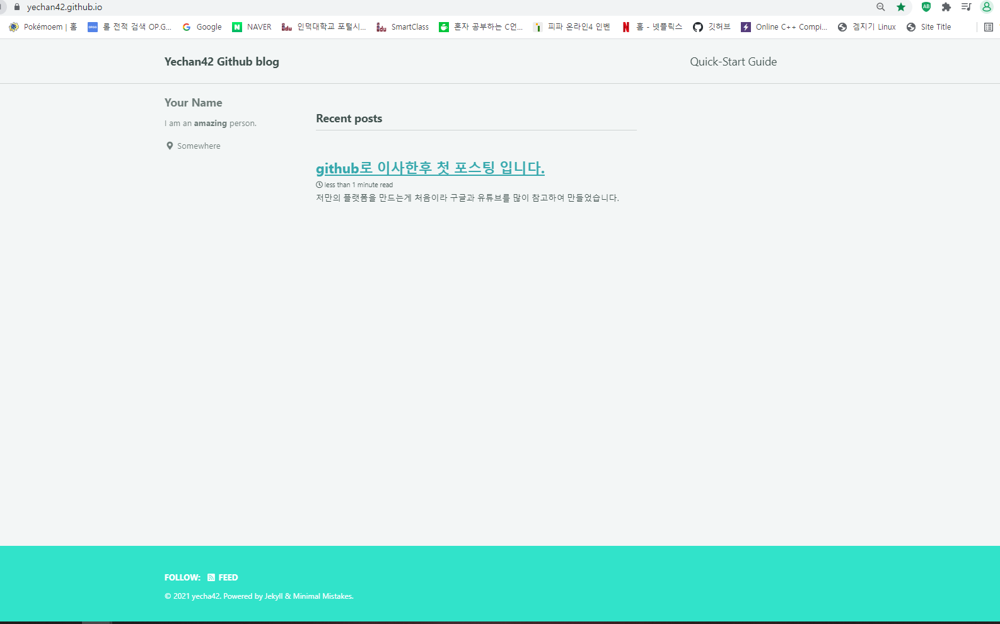 yechan42.github.io
Pokémoem | 홈 롤 전적 검색 OP.G... Google NAVER 인덕대학교 포털시... SmartClass 혼자 공부하는 C언... 피파 온라인4 인벤 홈 - 넷플릭스 깃허브 Online C++ Compi... 겜지기 Linux Site Title
Yechan42 Github blog Quick-Start Guide
Your Name
I am an amazing person.
Somewhere
Recent posts
github로 이사한후 첫 포스팅 입니다.
less than 1 minute read
저만의 플랫폼을 만드는게 처음이라 구글과 유튜브를 많이 참고하여 만들었습니다.
FOLLOW: FEED
© 2021 yecha42. Powered by Jekyll & Minimal Mistakes.